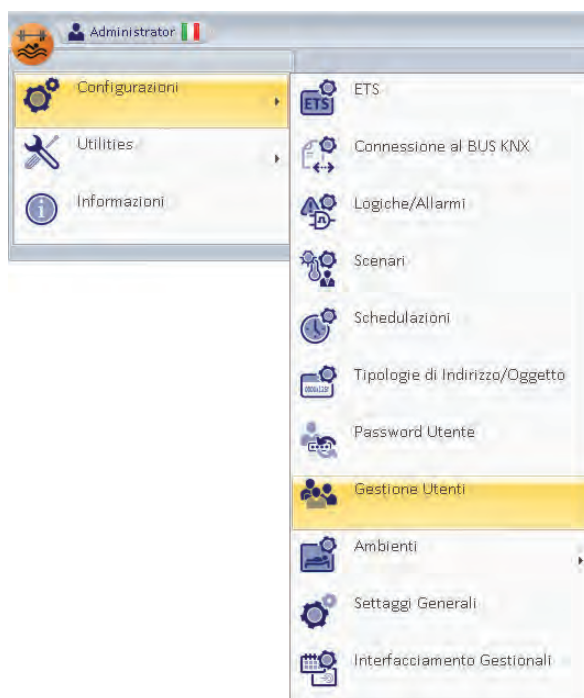 Administrator
Configurazioni
Utilities
Informazioni
ETS
ETS
Connessione al BUS KNX
Logiche/Allarmi
Scenari
Schedulazioni
Tipologie di Indirizzo/Oggetto
Password Utente
Gestione Utenti
Ambienti
Settaggi Generali
Interfacciamento Gestionali